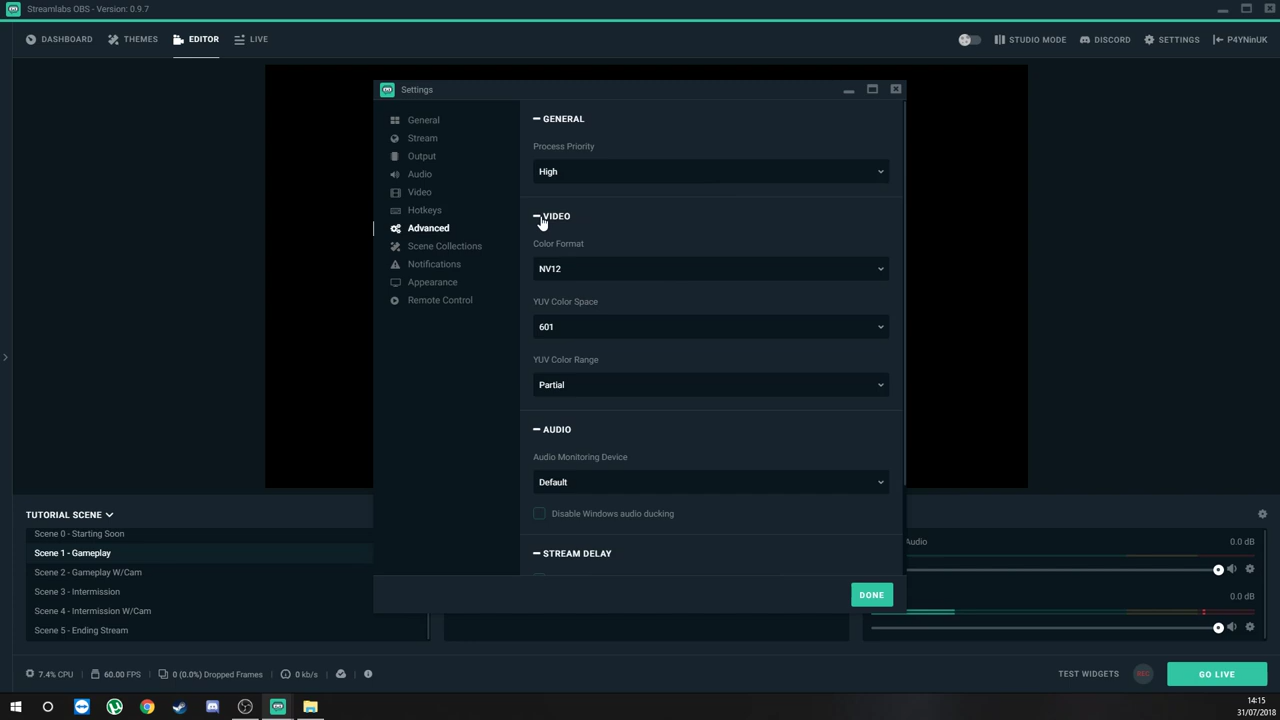 Streamlabs OBS - Version: 0.9.7
DASHBOARD THEMES EDITOR LIVE STUDIO MODE DISCORD SETTINGS P4YNinUK
Settings
General
Stream
Output
Audio
Video
Hotkeys
Advanced
Scene Collections
Notifications
Appearance
Remote Control
GENERAL
Process Priority
High
VIDEO
Color Format
NV12
YUV Color Space
601
YUV Color Range
Partial
AUDIO
Audio Monitoring Device
Default
Disable Windows audio ducking
STREAM DELAY
DONE
TUTORIAL SCENE
Scene 0 - Starting Soon
Scene 1 - Gameplay
Scene 2 - Gameplay W/Cam
Scene 3 - Intermission
Scene 4 - Intermission W/Cam
Scene 5 - Ending Stream
Audio 0.0 dB
0.0 dB
7.4% CPU 60.00 FPS 0 (0.0%) Dropped Frames 0 kb/s TEST WIDGETS REC GO LIVE
14:15
31/07/2018